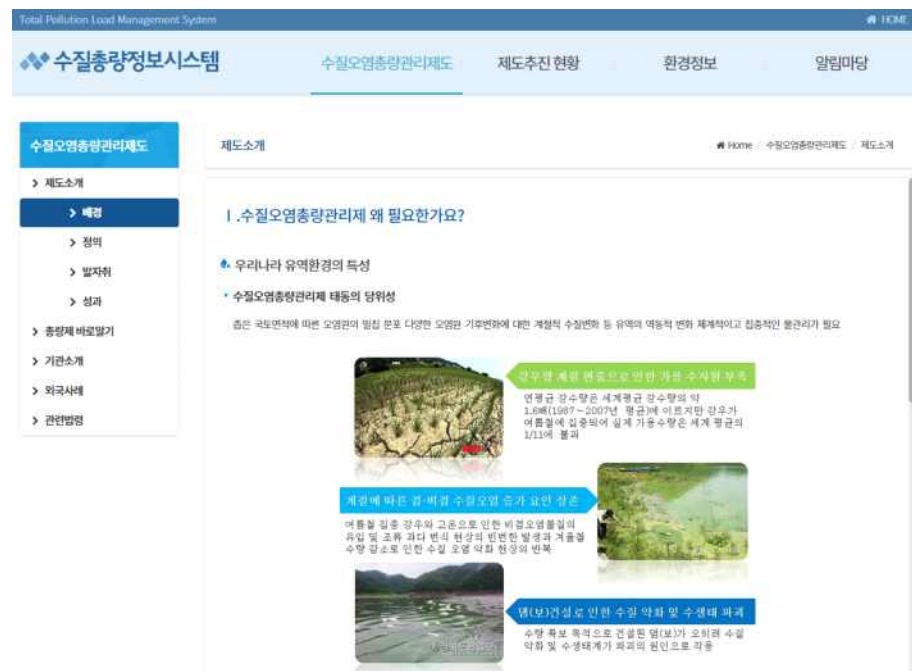 Total Pollution Load Management System
HOME
수질총량정보시스템
수질오염총량관리제도
제도추진 현황
환경정보
알림마당
수질오염총량관리제도
제도소개
Home / 수질오염총량관리제도 / 제도소개
제도소개
배경
정의
발자취
성과
총량제 바로알기
기관소개
외국사례
관련법령
Ⅰ.수질오염총량관리제 왜 필요한가요?
우리나라 유역환경의 특성
수질오염총량관리제 태동의 당위성
좁은 국토면적에 따른 오염원의 밀집 분포 다양한 오염원 기후변화에 대한 계절적 수질변화 등 유역의 역동적 변화 체계적이고 집중적인 물관리가 필요
강우량 계절 편중으로 인한 가용 수자원 부족
연평균 강수량은 세계평균 강수량의 약
1.6배(1987~2007년 평균)에 이르지만 강우가
여름철에 집중되어 실제 가용수량은 세계 평균의
1/11에 불과
계절에 따른 점·비점 수질오염 증가 요인 상존
여름철 집중 강우와 고온으로 인한 비점오염물질의
유입 및 조류 과다 번식 현상의 빈번한 발생과 겨울철
수량 감소로 인한 수질 오염 악화 현상의 반복
댐(보)건설로 인한 수질 악화 및 수생태 파괴
수량 확보 목적으로 건설된 댐(보)가 오히려 수질
악화 및 수생태계가 파괴의 원인으로 작용